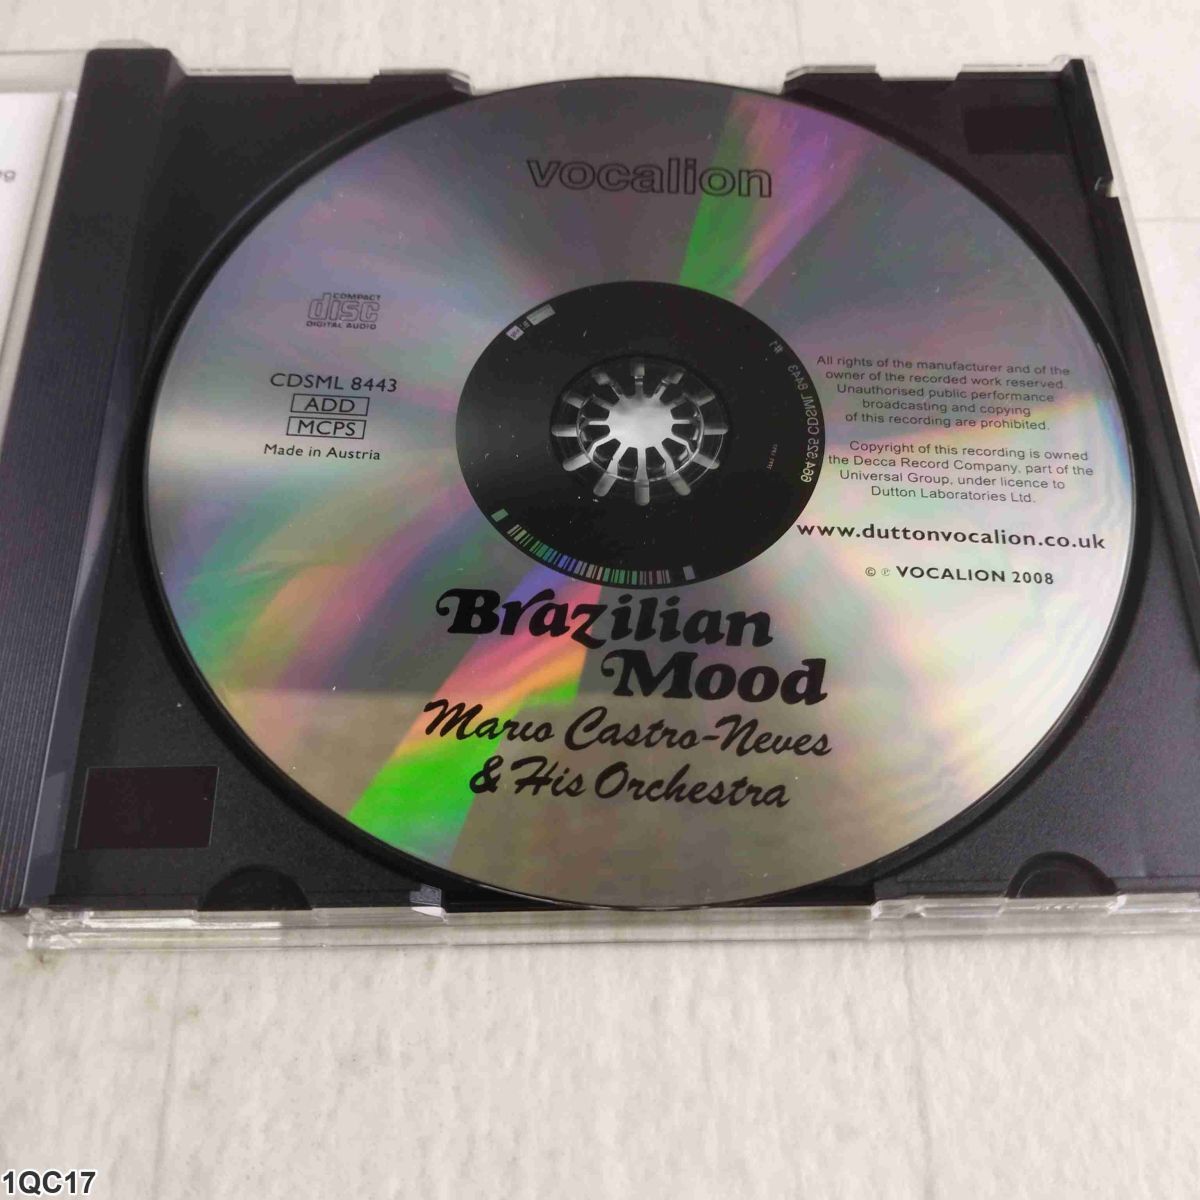 vocalion
COMPACT
disc
DIGITAL AUDIO
CDSML 8443
ADD
MCPS
Made in Austria
All rights of the manufacturer and of the
owner of the recorded work reserved.
Unauthorised public performance
broadcasting and copying
of this recording are prohibited.
Copyright of this recording is owned
the Decca Record Company, part of the
Universal Group, under licence to
Dutton Laboratories Ltd.
www.duttonvocalion.co.uk
© ℗ VOCALION 2008
CDSML 8443
Brazilian
Mood
Mario Castro-Neves
& His Orchestra
1QC17